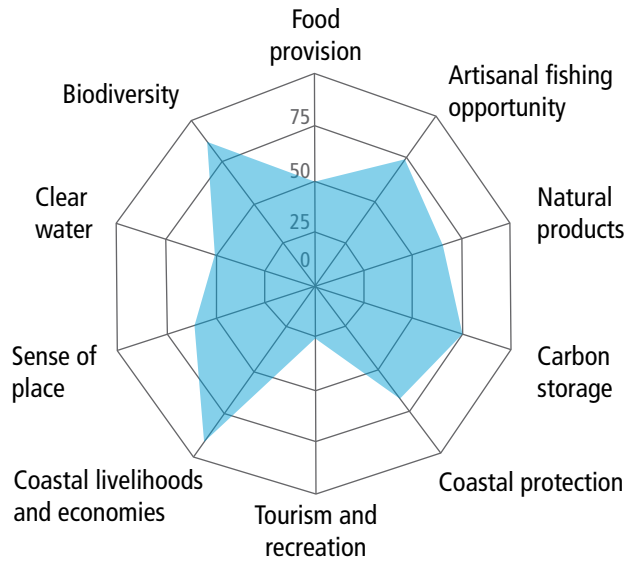 Food
provision
Artisanal fishing
opportunity
Biodiversity
75
50
25
0
Clear
water
Natural
products
Sense of
place
Carbon
storage
Coastal livelihoods
and economies
Coastal protection
Tourism and
recreation